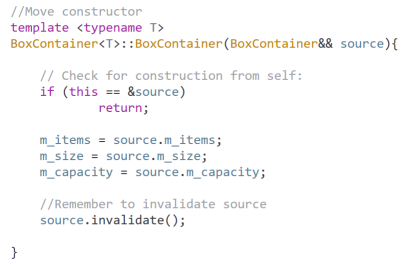 //Move constructor
template <typename T>
BoxContainer<T>::BoxContainer(BoxContainer&& source){
// Check for construction from self:
if (this == &source)
return;
m_items = source.m_items;
m_size = source.m_size;
m_capacity = source.m_capacity;
//Remember to invalidate source
source.invalidate();
}